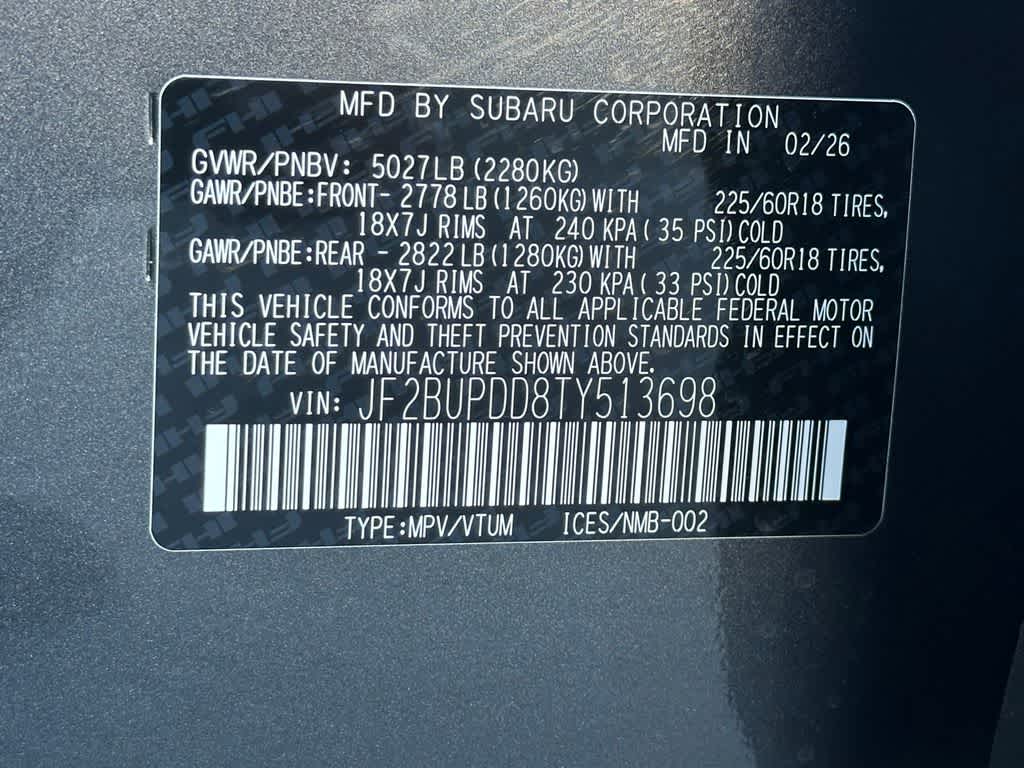 MFD BY SUBARU CORPORATION
MFD IN 02/26
GVWR/PNBV: 5027LB (2280KG)
GAWR/PNBE:FRONT- 2778 LB (1260KG) WITH 225/60R18 TIRES,
18X7J RIMS AT 240 KPA ( 35 PSI) COLD
GAWR/PNBE:REAR - 2822 LB (1280KG) WITH 225/60R18 TIRES,
18X7J RIMS AT 230 KPA ( 33 PSI) COLD
THIS VEHICLE CONFORMS TO ALL APPLICABLE FEDERAL MOTOR
VEHICLE SAFETY AND THEFT PREVENTION STANDARDS IN EFFECT ON
THE DATE OF MANUFACTURE SHOWN ABOVE.
VIN: JF2BUPDD8TY513698
TYPE:MPV/VTUM ICES/NMB-002